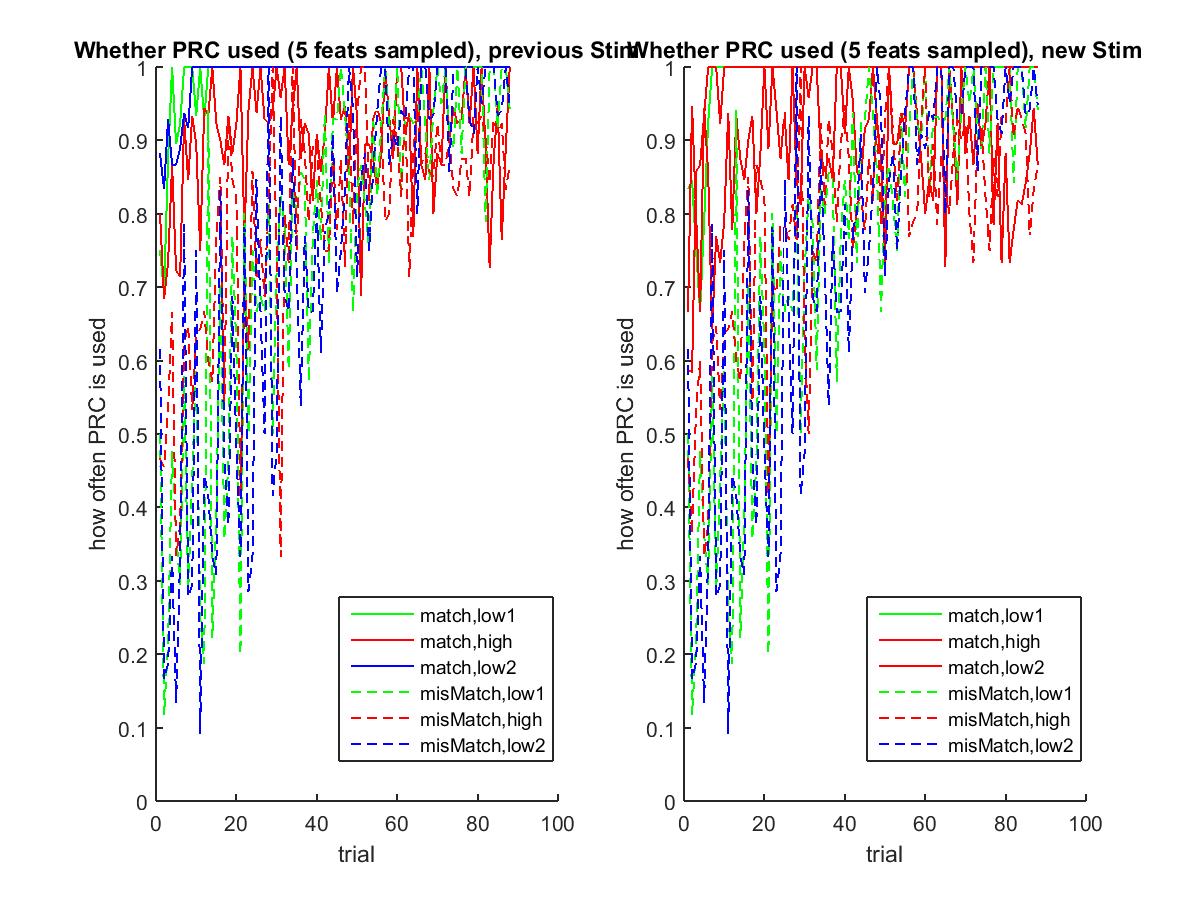 Whether PRC used (5 feats sampled), previous Stim
1
0.9
0.8
0.7
0.6
0.5
0.4
0.3
0.2
0.1
0
how often PRC is used
0 20 40 60 80 100
trial
match,low1
match,high
match,low2
misMatch,low1
misMatch,high
misMatch,low2
Whether PRC used (5 feats sampled), new Stim
1
0.9
0.8
0.7
0.6
0.5
0.4
0.3
0.2
0.1
0
how often PRC is used
0 20 40 60 80 100
trial
match,low1
match,high
match,low2
misMatch,low1
misMatch,high
misMatch,low2